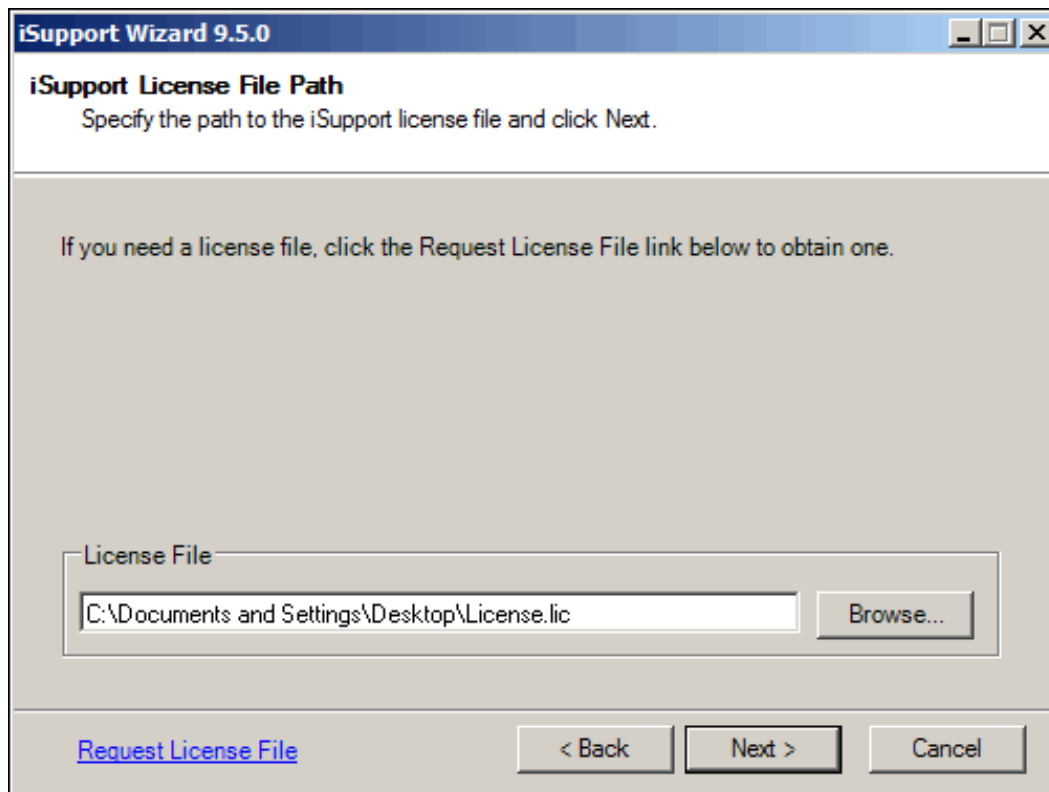 iSupport Wizard 9.5.0
iSupport License File Path
Specify the path to the iSupport license file and click Next.
If you need a license file, click the Request License File link below to obtain one.
License File
C:\Documents and Settings\Desktop\License.lic
Browse...
Request License File
< Back
Next >
Cancel